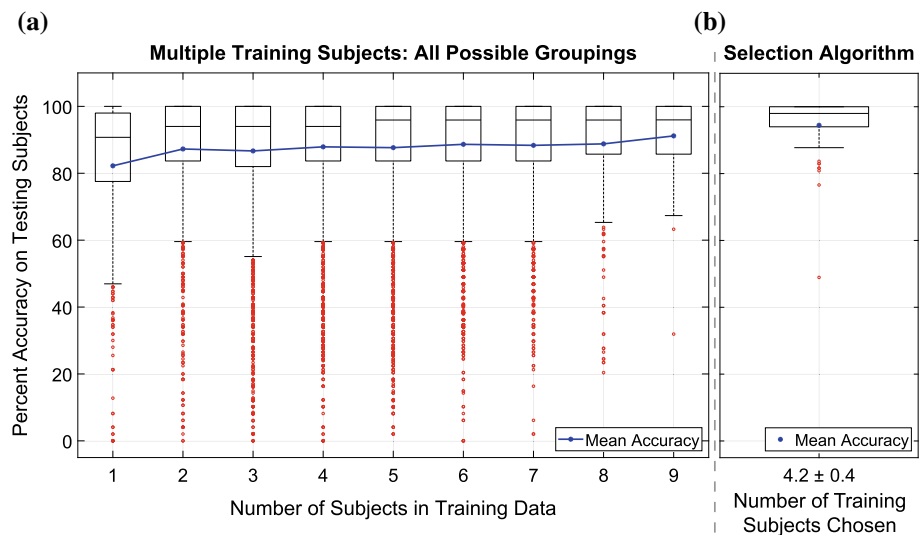 (a)
Multiple Training Subjects: All Possible Groupings
Percent Accuracy on Testing Subjects
100
80
60
40
20
0
Mean Accuracy
1 2 3 4 5 6 7 8 9
Number of Subjects in Training Data
(b)
Selection Algorithm
Mean Accuracy
4.2 ± 0.4
Number of Training
Subjects Chosen